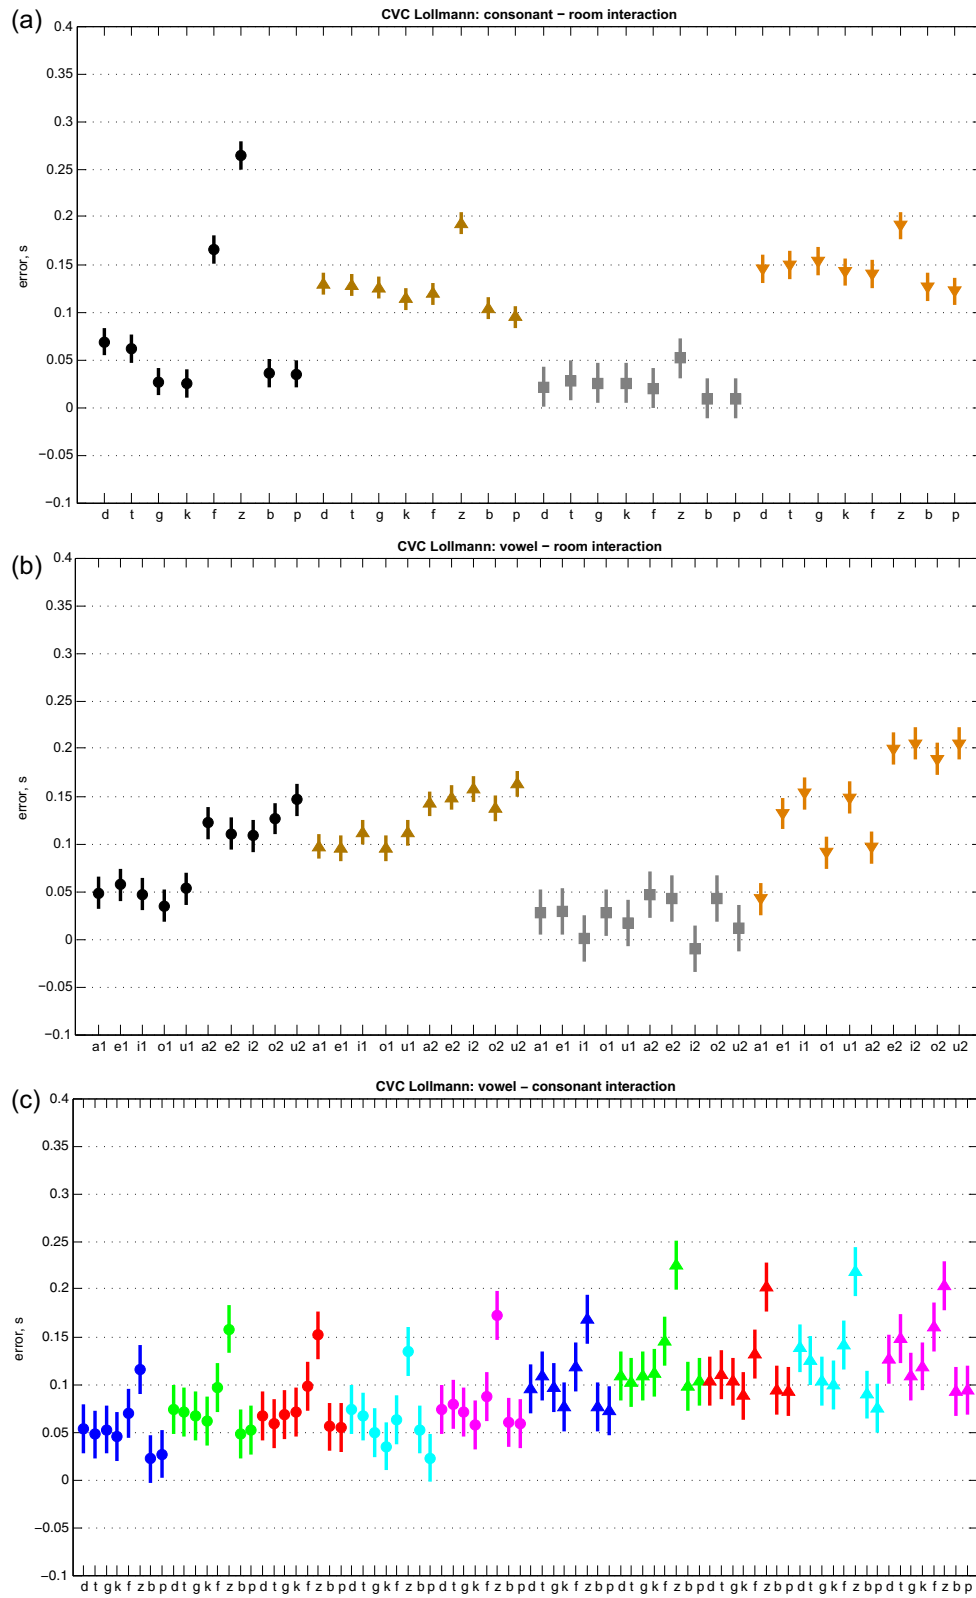 (a)
CVC Lollmann: consonant − room interaction
0.4
0.35
0.3
0.25
0.2
0.15
0.1
0.05
0
−0.05
−0.1
error, s
d t g k f z b p d t g k f z b p d t g k f z b p d t g k f z b p
(b)
CVC Lollmann: vowel − room interaction
0.4
0.35
0.3
0.25
0.2
0.15
0.1
0.05
0
−0.05
−0.1
error, s
a1 e1 i1 o1 u1 a2 e2 i2 o2 u2 a1 e1 i1 o1 u1 a2 e2 i2 o2 u2 a1 e1 i1 o1 u1 a2 e2 i2 o2 u2 a1 e1 i1 o1 u1 a2 e2 i2 o2 u2
(c)
CVC Lollmann: vowel − consonant interaction
0.4
0.35
0.3
0.25
0.2
0.15
0.1
0.05
0
−0.05
−0.1
error, s
d t g k f z b p d t g k f z b p d t g k f z b p d t g k f z b p d t g k f z b p d t g k f z b p d t g k f z b p d t g k f z b p d t g k f z b p d t g k f z b p